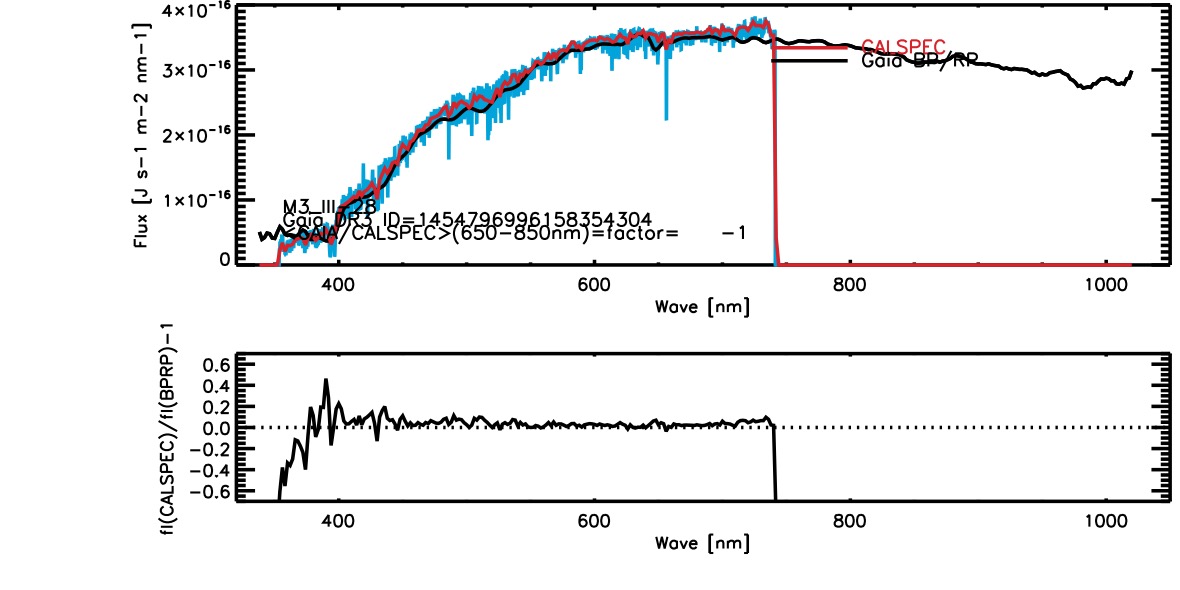 4×10−16
3×10−16
2×10−16
1×10−16
0
Flux [J s−1 m−2 nm−1]
CALSPEC
Gaia BP/RP
M3_III−28
Gaia DR3 ID=1454796996158354304
<GAIA/CALSPEC>(650−850nm)=factor= −1
400 600 800 1000
Wave [nm]
fl(CALSPEC)/fl(BPRP)−1
0.6
0.4
0.2
0.0
−0.2
−0.4
−0.6
400 600 800 1000
Wave [nm]